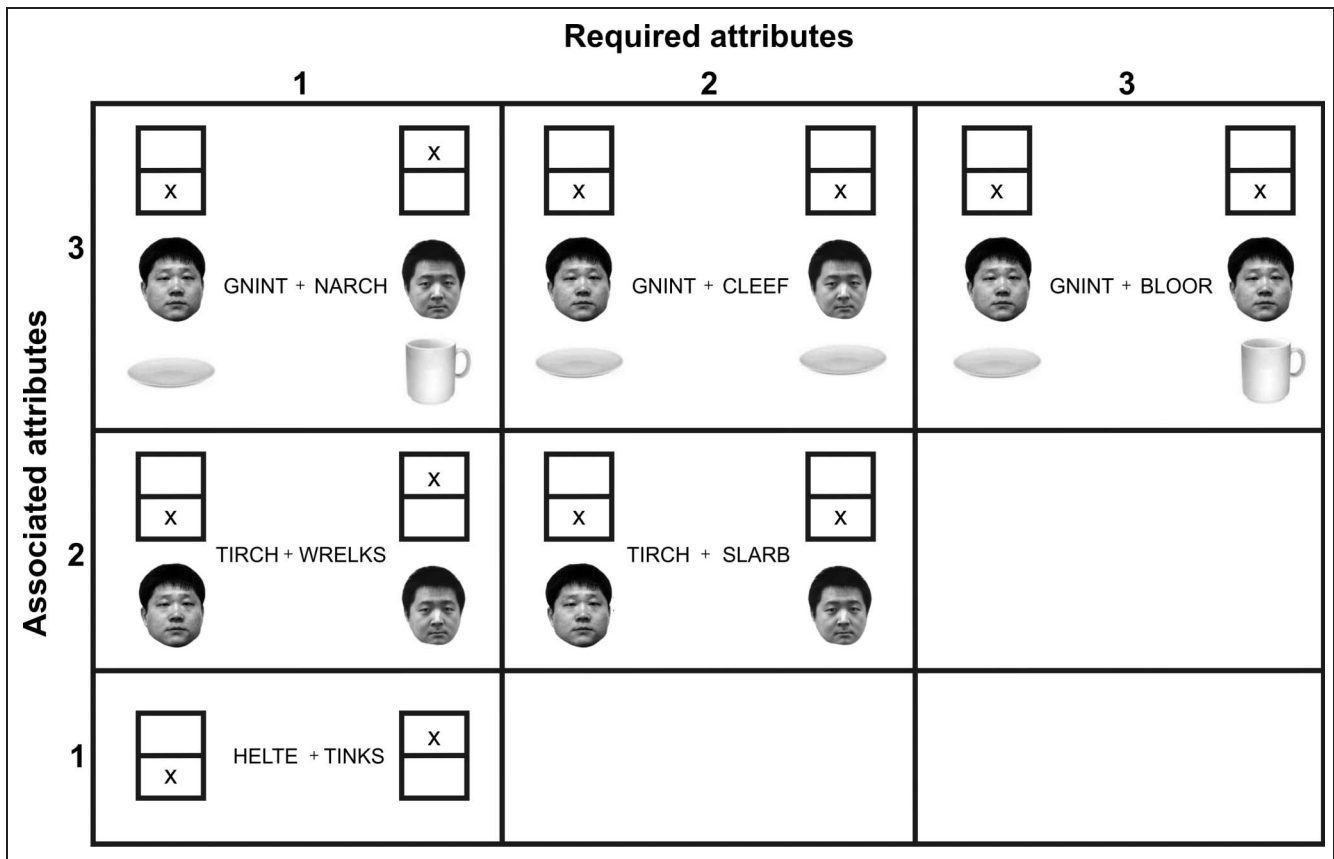 Required attributes
1 2 3
Associated attributes
3
x x x x x x
GNINT + NARCH GNINT + CLEEF GNINT + BLOOR
2
x x x x
TIRCH + WRELKS TIRCH + SLARB
1
x x
HELTE + TINKS